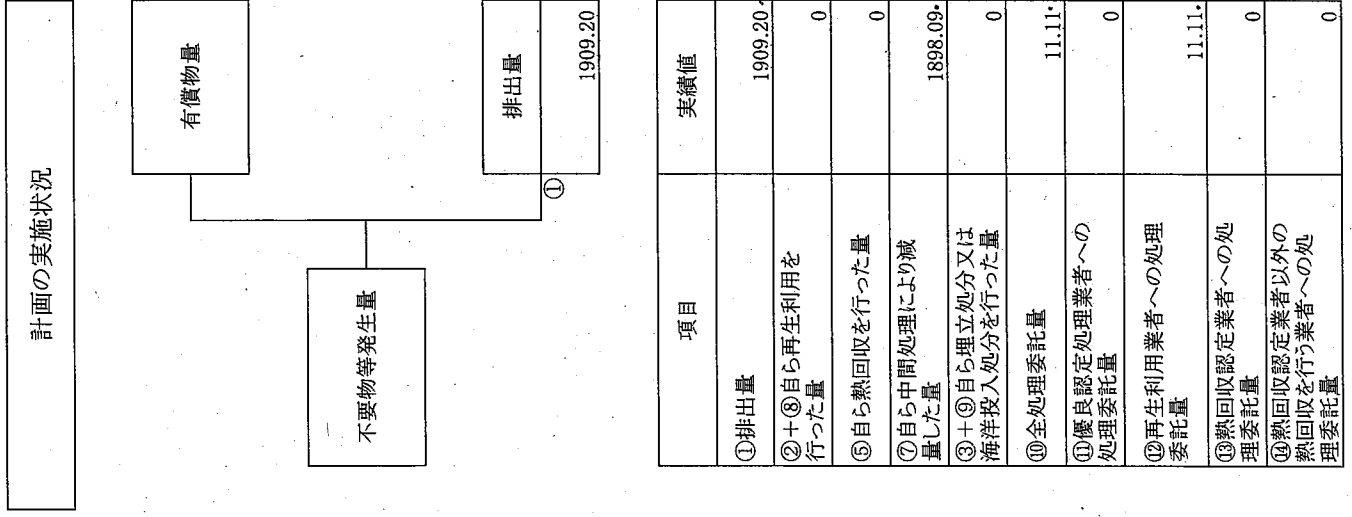 計画の実施状況
有償物量
不要物等発生量
排出量
①
1909.20
項目
実績値
①排出量
1909.20
②+⑧自ら再生利用を
行った量
0
⑤自ら熱回収を行った量
0
⑦自ら中間処理により減
量した量
1898.09
③+⑨自ら埋立処分又は
海洋投入処分を行った量
0
⑩全処理委託量
11.11
⑪優良認定処理業者への
処理委託量
0
⑫再生利用業者への処理
委託量
11.11
⑬熱回収認定業者への処
理委託量
0
⑭熱回収認定業者以外の
熱回収を行う業者への処
理委託量
0